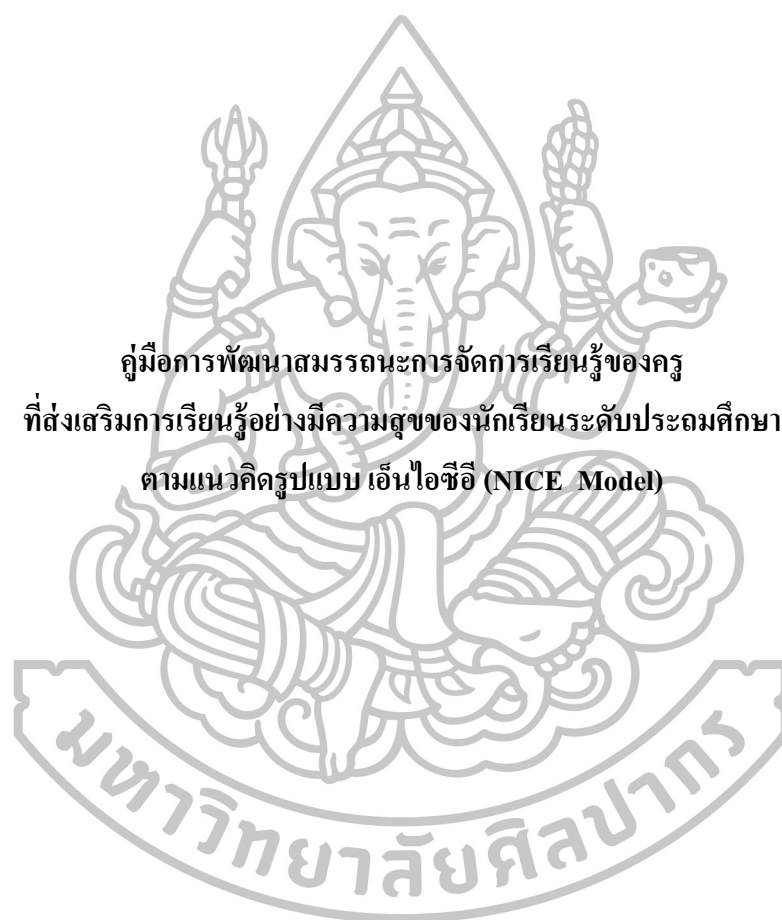 คู่มือการพัฒนาสมรรถนะการจัดการเรียนรู้ของครู
ที่ส่งเสริมการเรียนรู้อย่างมีความสุขของนักเรียนระดับประถมศึกษา
ตามแนวคิดรูปแบบ เอ็นไอซีอี (NICE Model)
มหาวิทยาลัยศิลปากร